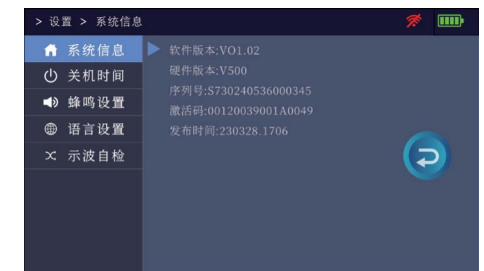 > 设置 > 系统信息
系统信息
关机时间
蜂鸣设置
语言设置
示波自检
软件版本:VO1.02
硬件版本:V500
序列号:S730240536000345
激活码:00120039001A0049
发布时间:230328.1706